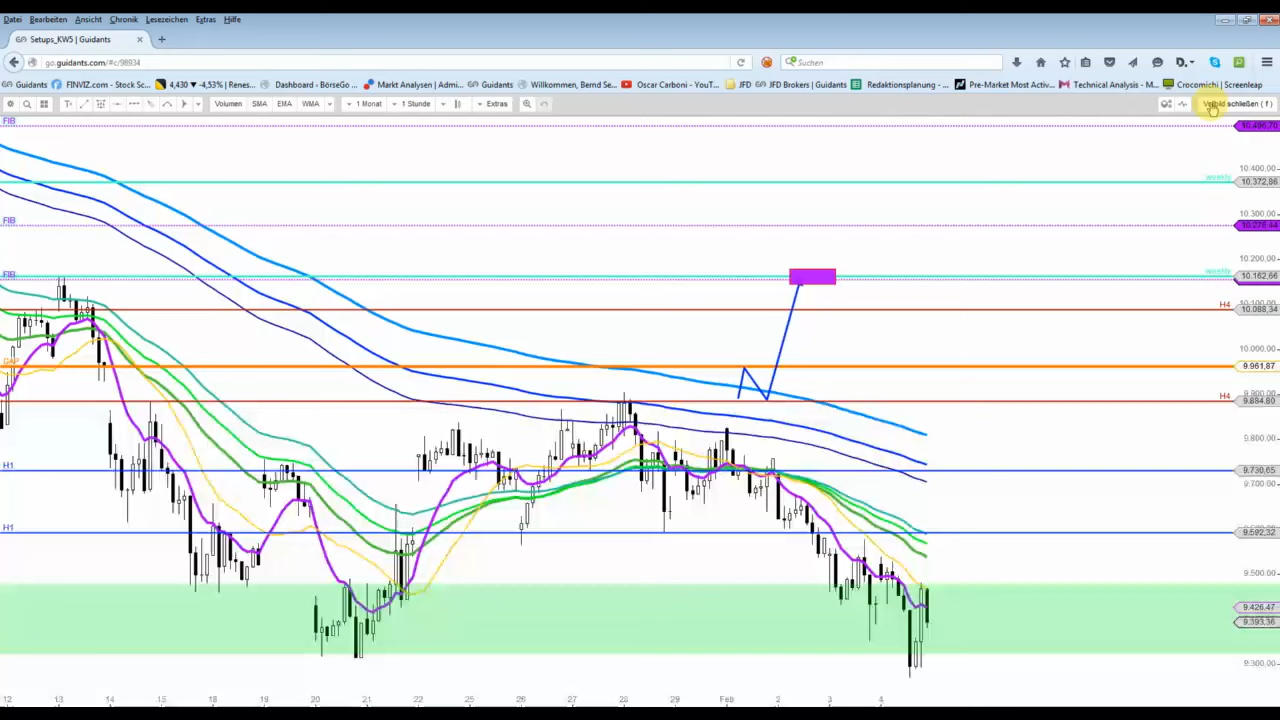 Datei Bearbeiten Ansicht Chronik Lesezeichen Extras Hilfe
Setups_KW5 | Guidants
go.guidants.com/#c/98934
Suchen
Guidants FINVIZ.com - Stock Sc... 4,430 ▾ -4,53% | Renes... Dashboard - BörseGo... Markt Analysen | Admi... Guidants Willkommen, Bernd Se... Oscar Carboni - YouT... JFD JFD Brokers | Guidants Redaktionsplanung - ... Pre-Market Most Activ... Technical Analysis - M... Crocomichi | Screenleap
Volumen SMA EMA WMA 1 Monat 1 Stunde Extras schließen ( f )
FIB 10.496,70
10.400,00
weekly 10.372,86
10.300,00
FIB
10.200,00
FIB weekly 10.162,66
10.100,00
H4 10.088,34
10.000,00
GAP 9.961,87
9.900,00
H4 9.884,80
9.800,00
H1 9.730,65
9.700,00
H1 9.592,32
9.500,00
9.426,47
9.393,36
9.300,00
12 13 14 15 18 19 20 21 22 25 26 27 28 29 Feb 2 3 4